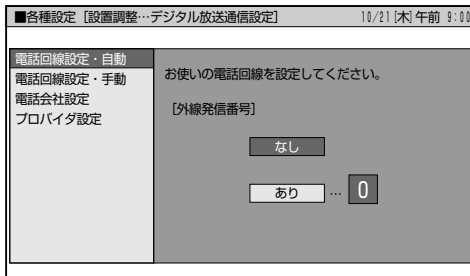 ■各種設定［設置調整…デジタル放送通信設定］ 10/21[木]午前 9:00
電話回線設定・自動
電話回線設定・手動
電話会社設定
プロバイダ設定
お使いの電話回線を設定してください。
［外線発信番号］
なし
あり … 0